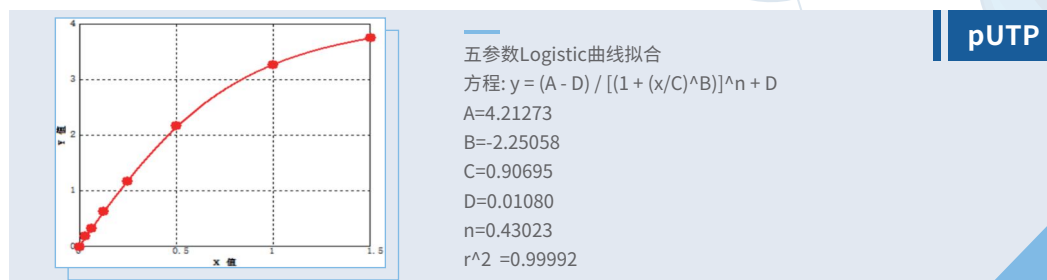 pUTP
五参数Logistic曲线拟合
方程: y = (A - D) / [(1 + (x/C)^B)]^n + D
A=4.21273
B=-2.25058
C=0.90695
D=0.01080
n=0.43023
r^2 =0.99992
4
3
2
1
0
Y 值
0.5
1
1.5
X 值